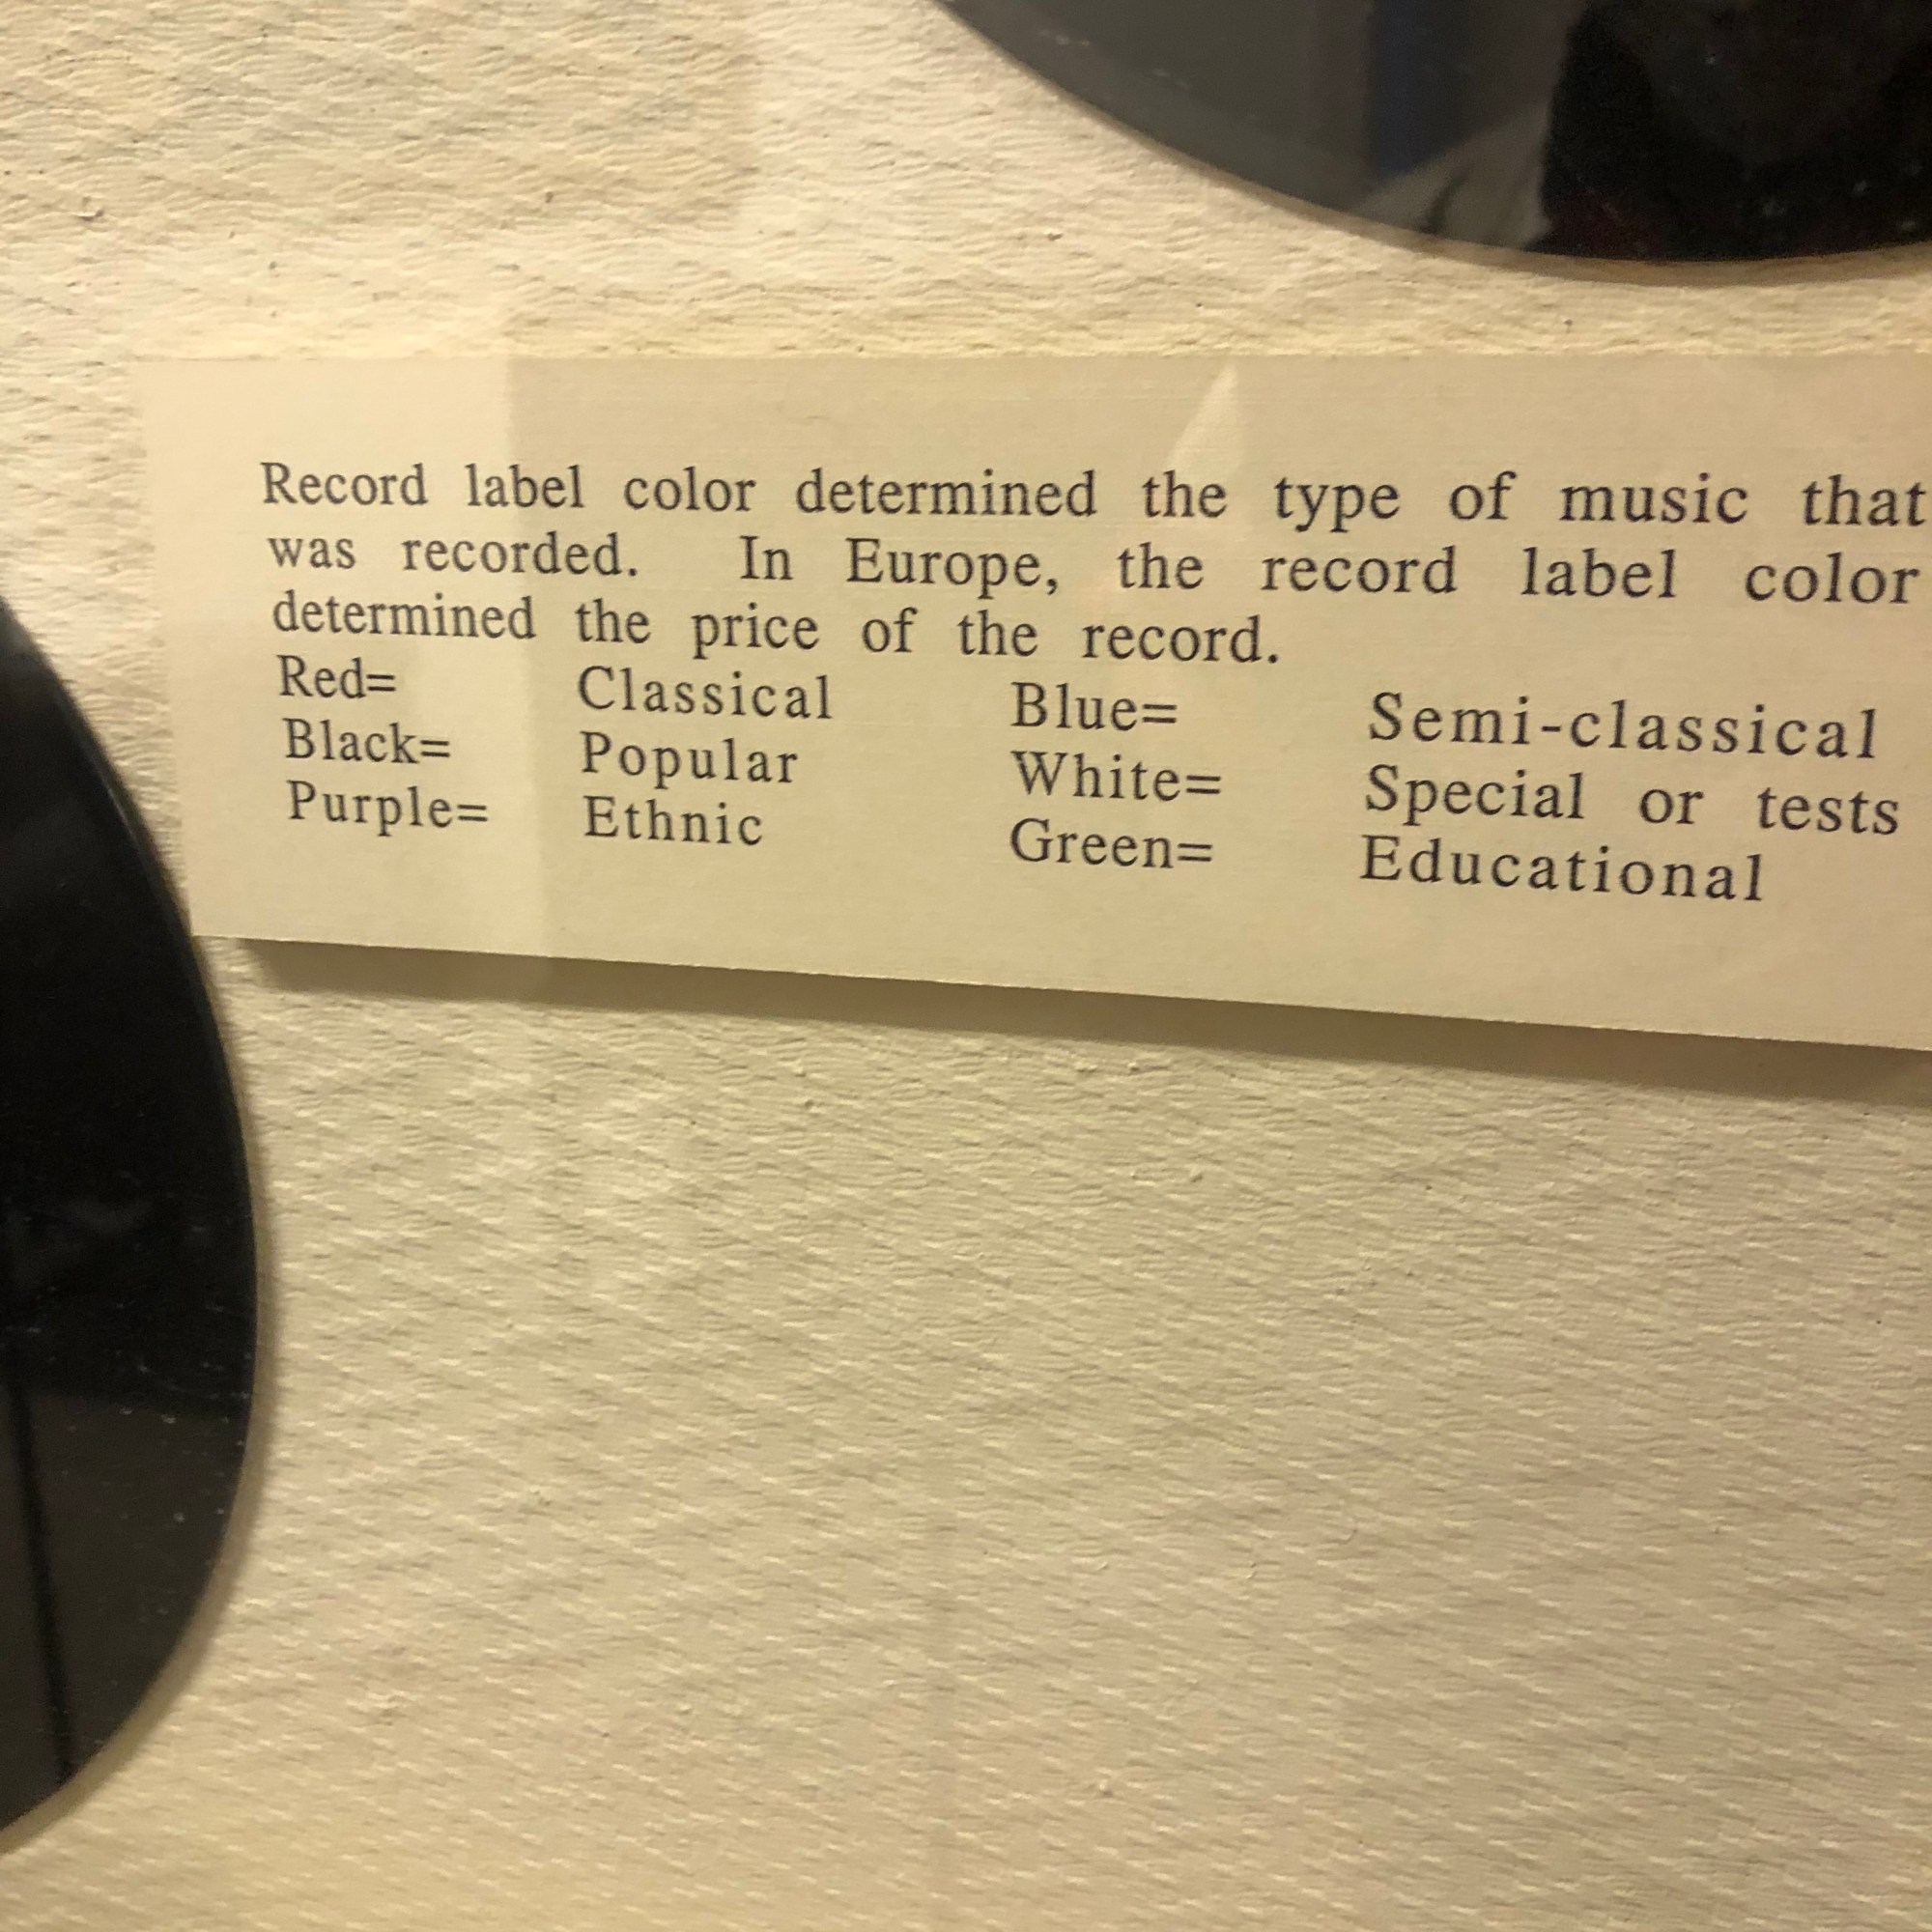 Record label color determined the type of music that
was recorded. In Europe, the record label color
determined the price of the record.
Red= Classical Blue= Semi-classical
Black= Popular White= Special or tests
Purple= Ethnic Green= Educational